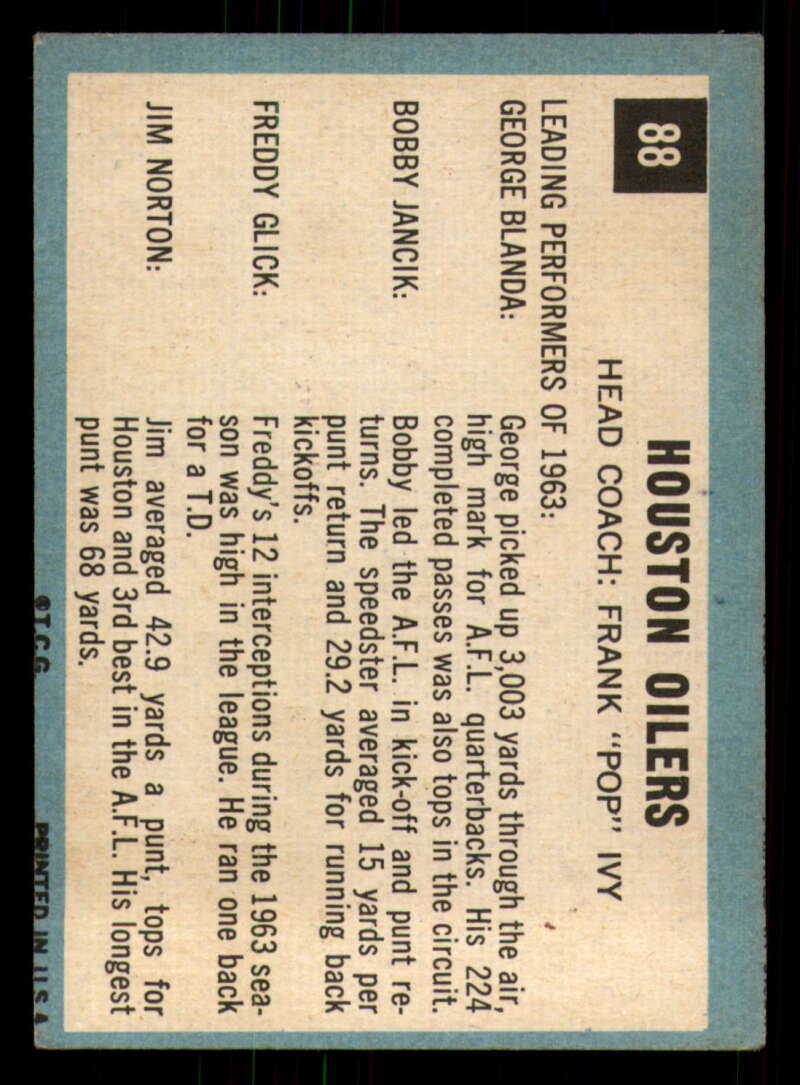 88
HOUSTON OILERS
HEAD COACH: FRANK “POP” IVY
LEADING PERFORMERS OF 1963:
GEORGE BLANDA: George picked up 3,003 yards through the air,
high mark for A.F.L. quarterbacks. His 224
completed passes was also tops in the circuit.
BOBBY JANCIK: Bobby led the A.F.L. in kick-off and punt re-
turns. The speedster averaged 15 yards per
punt return and 29.2 yards for running back
kickoffs.
FREDDY GLICK: Freddy's 12 interceptions during the 1963 sea-
son was high in the league. He ran one back
for a T.D.
JIM NORTON: Jim averaged 42.9 yards a punt, tops for
Houston and 3rd best in the A.F.L. His longest
punt was 68 yards.
©T.C.G. PRINTED IN U.S.A.